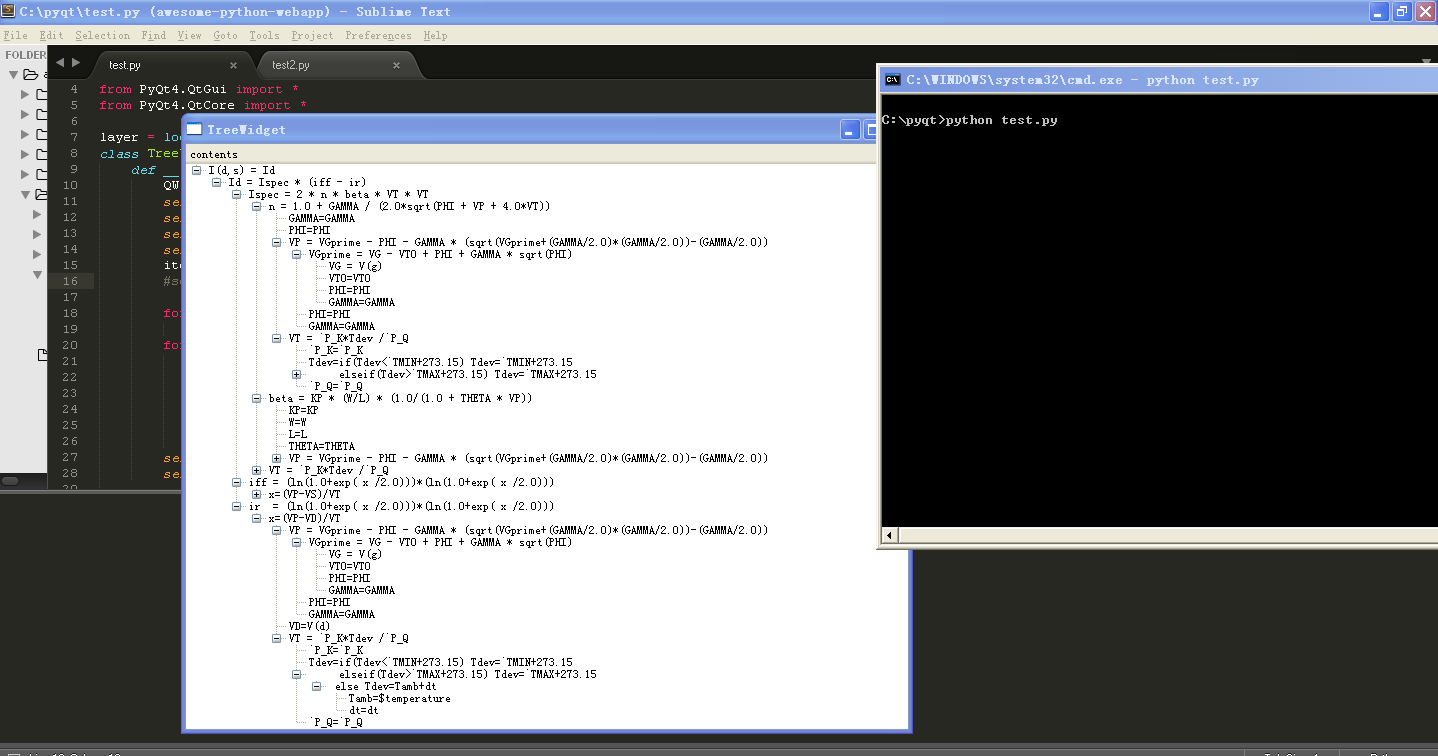 C:\pyqt\test.py (awesome-python-webapp) - Sublime Text
File Edit Selection Find View Goto Tools Project Preferences Help
FOLDER
test.py
test2.py
4 from PyQt4.QtGui import *
5 from PyQt4.QtCore import *
6
7 layer =
8 class
9 def
10
11
12
13
14
15
16
17
18
19
20
21
22
23
24
25
26
27
28
TreeWidget
contents
I(d,s) = Id
Id = Ispec * (iff - ir)
Ispec = 2 * n * beta * VT * VT
n = 1.0 + GAMMA / (2.0*sqrt(PHI + VP + 4.0*VT))
GAMMA=GAMMA
PHI=PHI
VP = VGprime - PHI - GAMMA * (sqrt(VGprime+(GAMMA/2.0)*(GAMMA/2.0))-(GAMMA/2.0))
VGprime = VG - VTO + PHI + GAMMA * sqrt(PHI)
VG = V(g)
VTO=VTO
PHI=PHI
GAMMA=GAMMA
PHI=PHI
GAMMA=GAMMA
VT = `P_K*Tdev /`P_Q
`P_K=`P_K
Tdev=if(Tdev<`TMIN+273.15) Tdev=`TMIN+273.15
elseif(Tdev>`TMAX+273.15) Tdev=`TMAX+273.15
`P_Q=`P_Q
beta = KP * (W/L) * (1.0/(1.0 + THETA * VP))
KP=KP
W=W
L=L
THETA=THETA
VP = VGprime - PHI - GAMMA * (sqrt(VGprime+(GAMMA/2.0)*(GAMMA/2.0))-(GAMMA/2.0))
VT = `P_K*Tdev /`P_Q
iff = (ln(1.0+exp( x /2.0)))*(ln(1.0+exp( x /2.0)))
x=(VP-VS)/VT
ir = (ln(1.0+exp( x /2.0)))*(ln(1.0+exp( x /2.0)))
x=(VP-VD)/VT
VP = VGprime - PHI - GAMMA * (sqrt(VGprime+(GAMMA/2.0)*(GAMMA/2.0))-(GAMMA/2.0))
VGprime = VG - VTO + PHI + GAMMA * sqrt(PHI)
VG = V(g)
VTO=VTO
PHI=PHI
GAMMA=GAMMA
PHI=PHI
GAMMA=GAMMA
VD=V(d)
VT = `P_K*Tdev /`P_Q
`P_K=`P_K
Tdev=if(Tdev<`TMIN+273.15) Tdev=`TMIN+273.15
elseif(Tdev>`TMAX+273.15) Tdev=`TMAX+273.15
else Tdev=Tamb+dt
Tamb=$temperature
dt=dt
`P_Q=`P_Q
C:\WINDOWS\system32\cmd.exe - python test.py
C:\pyqt>python test.py